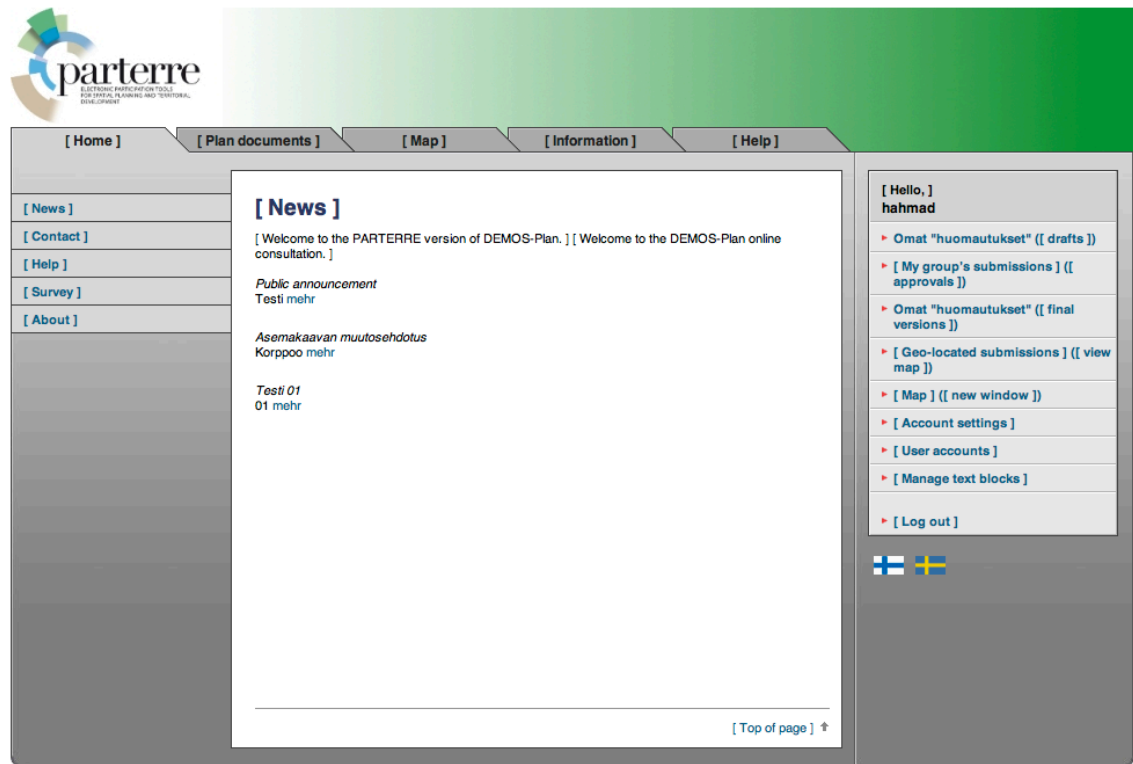 parterre
ELECTRONIC PARTICIPATION TOOLS
FOR SPATIAL PLANNING AND TERRITORIAL
DEVELOPMENT
[ Home ]
[ Plan documents ]
[ Map ]
[ Information ]
[ Help ]
[ News ]
[ Contact ]
[ Help ]
[ Survey ]
[ About ]
[ News ]
[ Welcome to the PARTERRE version of DEMOS-Plan. ] [ Welcome to the DEMOS-Plan online
consultation. ]
Public announcement
Testi mehr
Asemakaavan muutosehdotus
Korppoo mehr
Testi 01
01 mehr
[ Top of page ]
[ Hello, ]
hahmad
Omat "huomautukset" ([ drafts ])
[ My group's submissions ] ([
approvals ])
Omat "huomautukset" ([ final
versions ])
[ Geo-located submissions ] ([ view
map ])
[ Map ] ([ new window ])
[ Account settings ]
[ User accounts ]
[ Manage text blocks ]
[ Log out ]